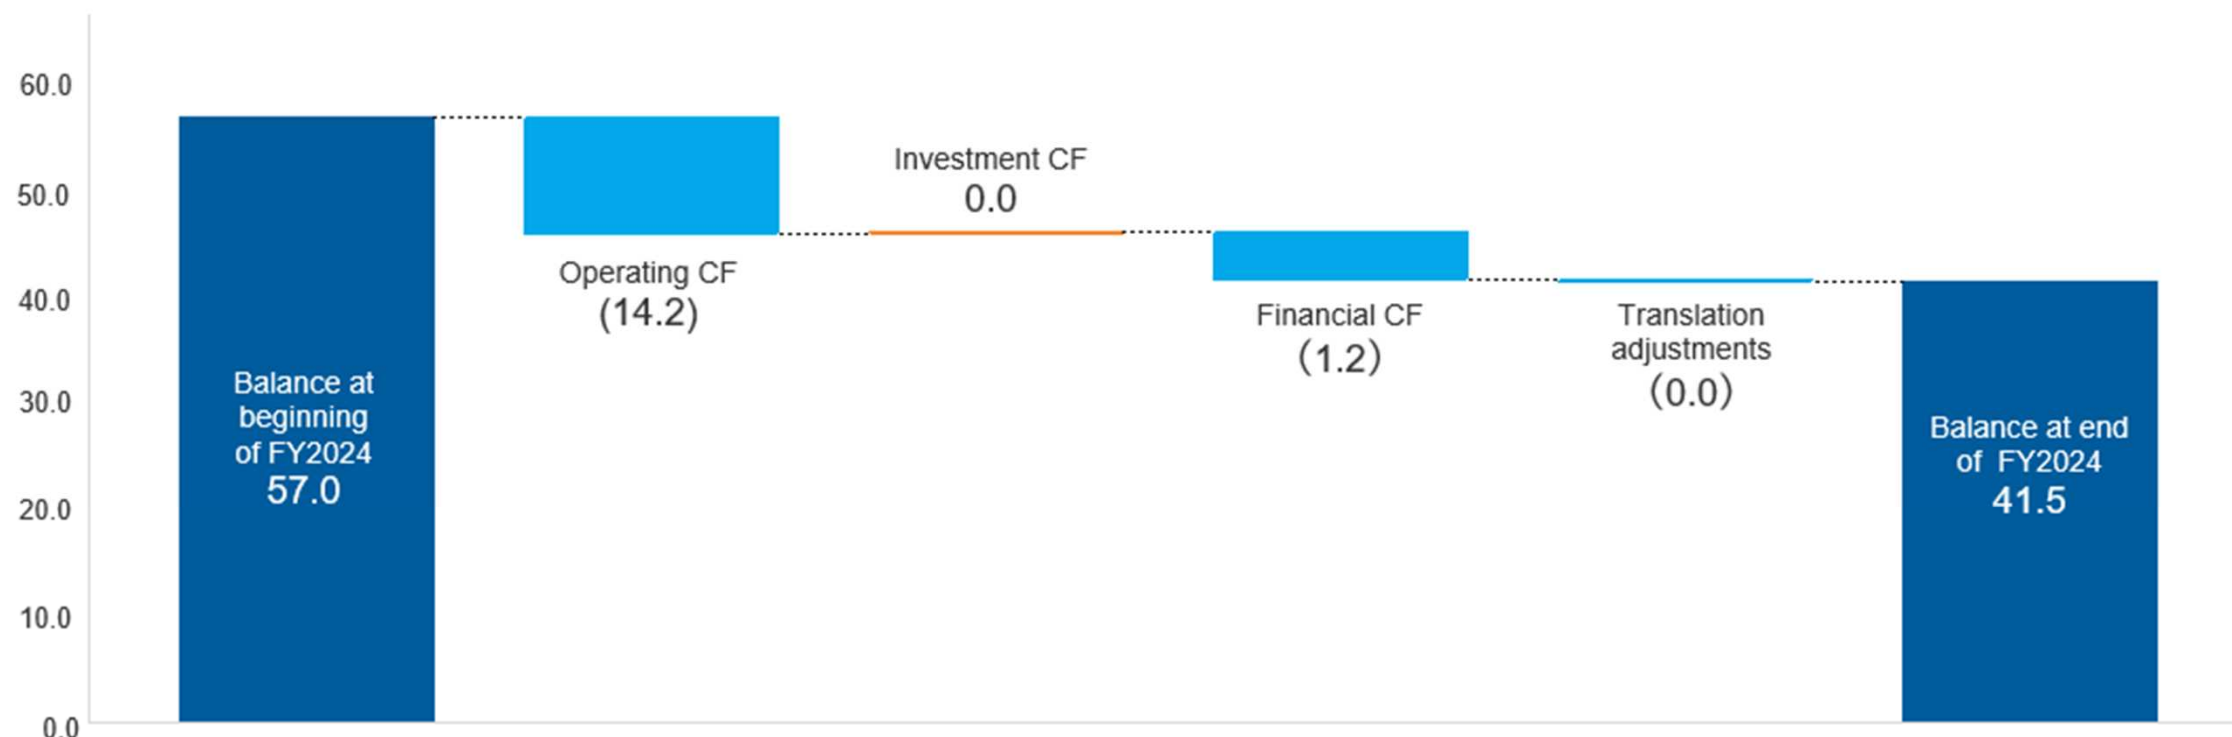 60.0
50.0
40.0
30.0
20.0
10.0
0.0
Balance at
beginning
of FY2024
57.0
Operating CF
(14.2)
Investment CF
0.0
Financial CF
(1.2)
Translation
adjustments
(0.0)
Balance at end
of FY2024
41.5